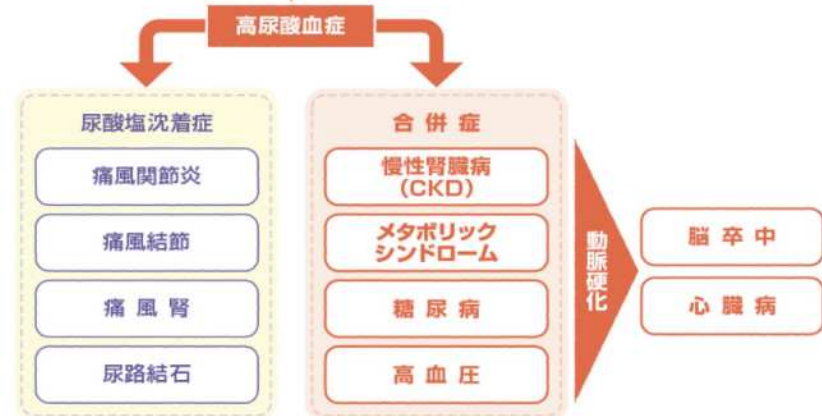 高尿酸血症
尿酸塩沈着症
痛風関節炎
痛風結節
痛風腎
尿路結石
合併症
慢性腎臓病
(CKD)
メタボリック
シンドローム
糖尿病
高血圧
動脈硬化
脳卒中
心臓病